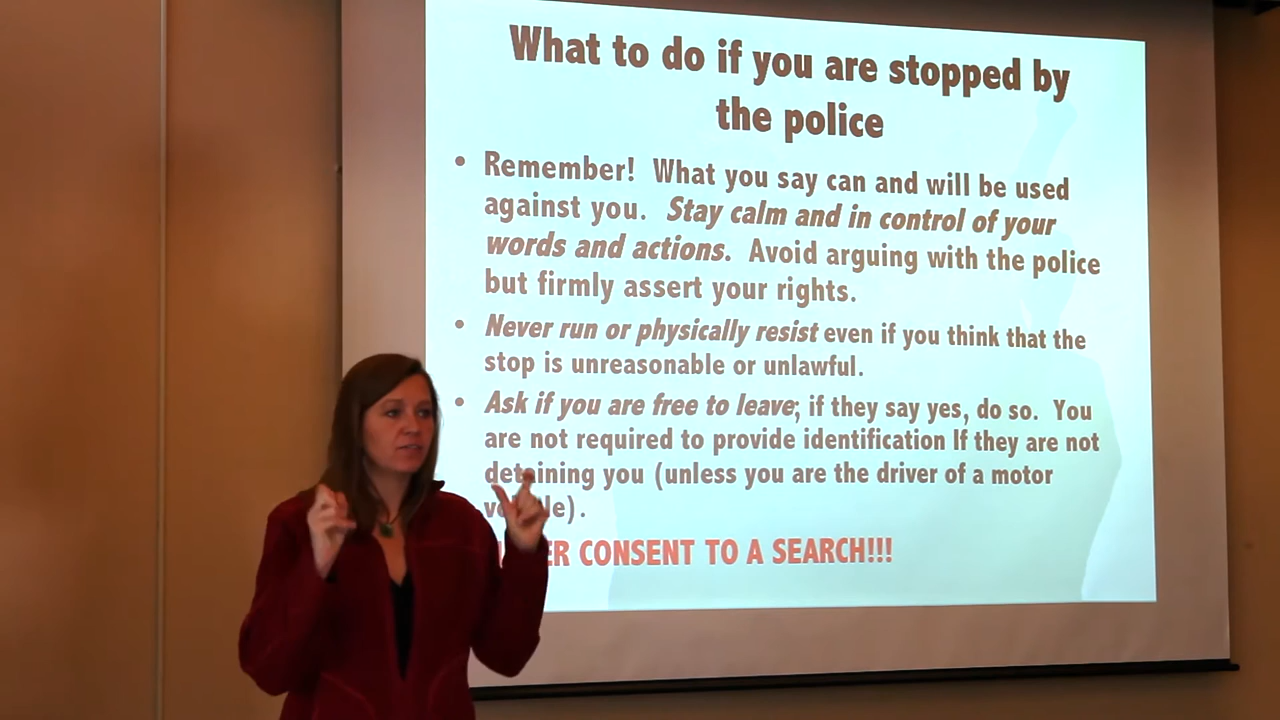 What to do if you are stopped by
the police
• Remember! What you say can and will be used
against you. Stay calm and in control of your
words and actions. Avoid arguing with the police
but firmly assert your rights.
• Never run or physically resist even if you think that the
stop is unreasonable or unlawful.
• Ask if you are free to leave; if they say yes, do so. You
are not required to provide identification If they are not
detaining you (unless you are the driver of a motor
CONSENT TO A SEARCH!!!